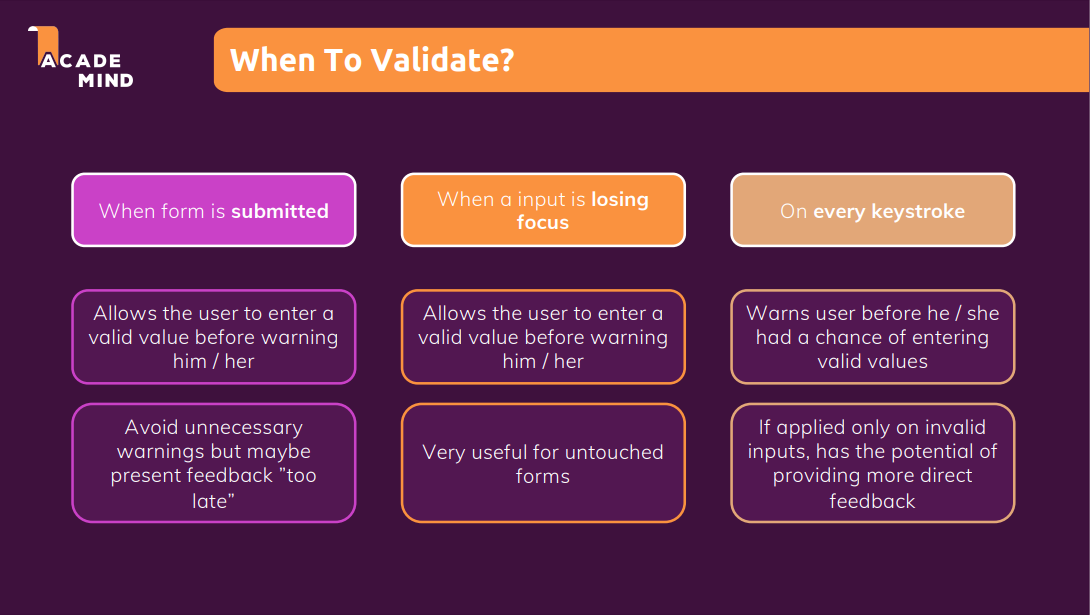 ACADE
MIND
When To Validate?
When form is submitted
When a input is losing
focus
On every keystroke
Allows the user to enter a
valid value before warning
him / her
Allows the user to enter a
valid value before warning
him / her
Warns user before he / she
had a chance of entering
valid values
Avoid unnecessary
warnings but maybe
present feedback ”too
late”
Very useful for untouched
forms
If applied only on invalid
inputs, has the potential of
providing more direct
feedback